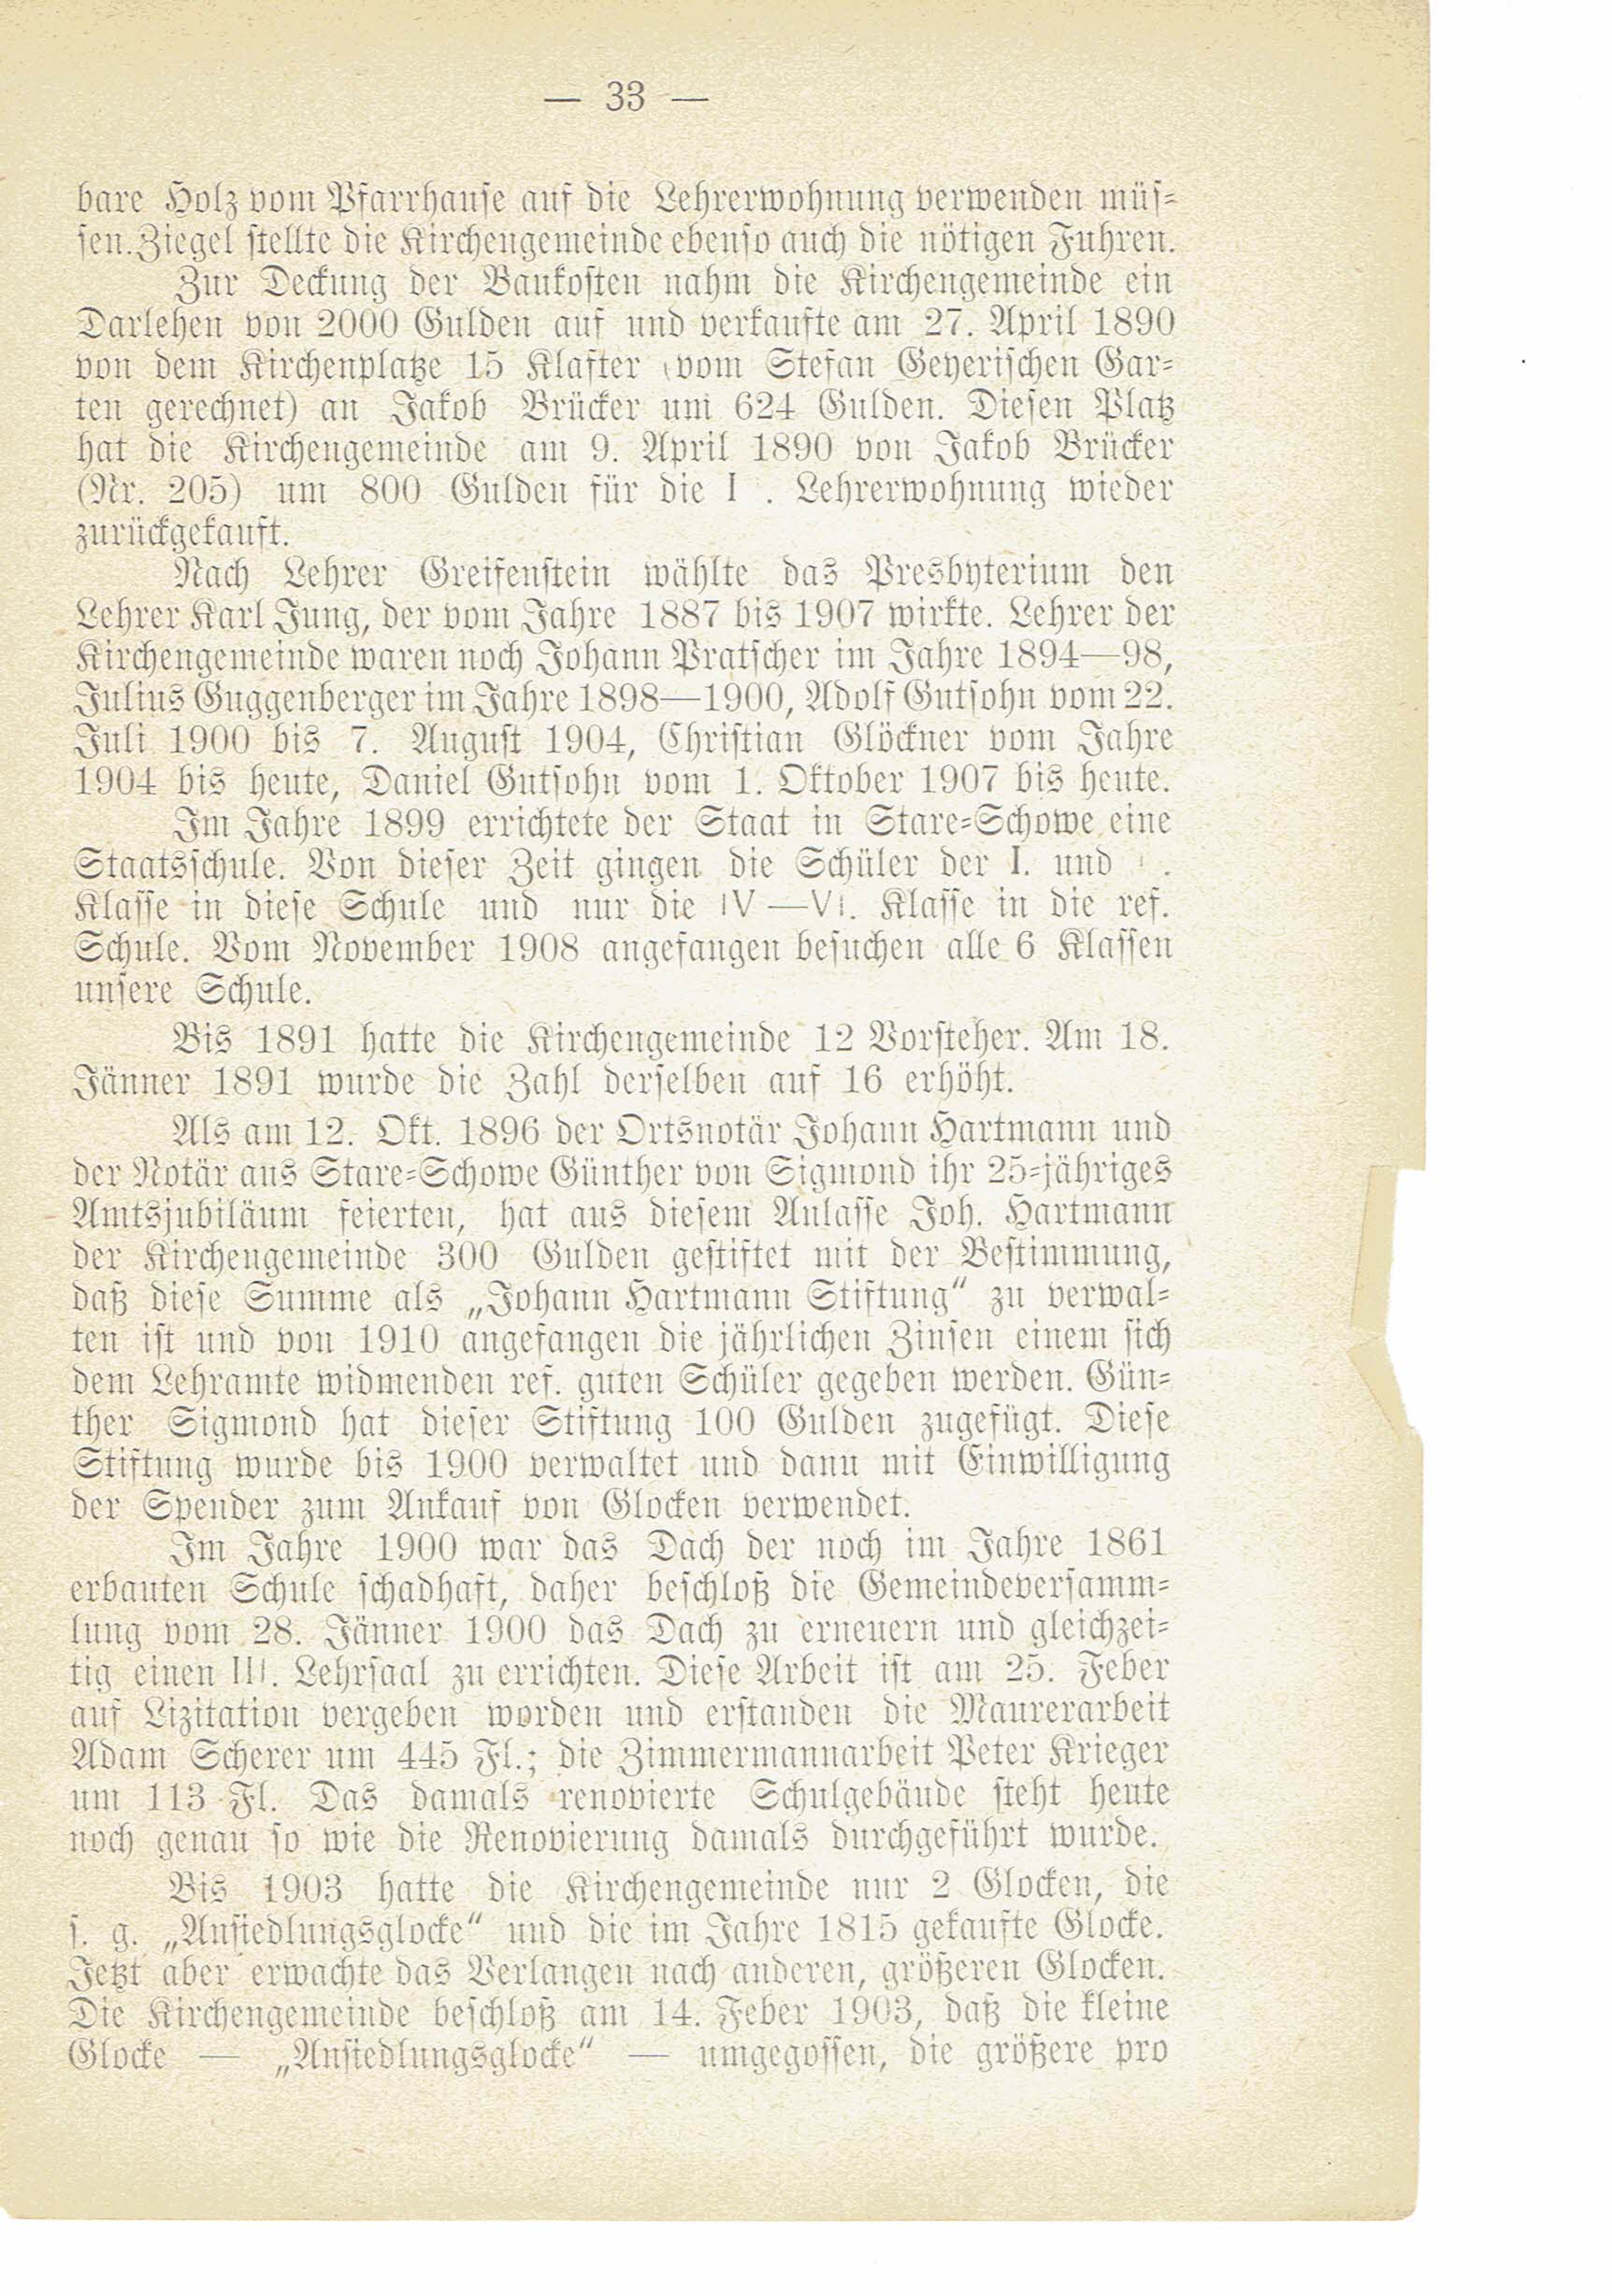 — 33 —
bare Holz vom Pfarrhause auf die Lehrerwohnung verwenden müs-
sen. Ziegel stellte die Kirchengemeinde ebenso auch die nötigen Fuhren.
Zur Deckung der Baukosten nahm die Kirchengemeinde ein
Darlehen von 2000 Gulden auf und verkaufte am 27. April 1890
von dem Kirchenplatze 15 Klafter (vom Stefan Geyerischen Gar-
ten gerechnet) an Jakob Brücker um 624 Gulden. Diesen Platz
hat die Kirchengemeinde am 9. April 1890 von Jakob Brücker
(Nr. 205) um 800 Gulden für die I . Lehrerwohnung wieder
zurückgekauft.
Nach Lehrer Greifenstein wählte das Presbyterium den
Lehrer Karl Jung, der vom Jahre 1887 bis 1907 wirkte. Lehrer der
Kirchengemeinde waren noch Johann Pratscher im Jahre 1894—98,
Julius Guggenberger im Jahre 1898—1900, Adolf Gutsohn vom 22.
Juli 1900 bis 7. August 1904, Christian Glöckner vom Jahre
1904 bis heute, Daniel Gutsohn vom 1. Oktober 1907 bis heute.
Im Jahre 1899 errichtete der Staat in Stare-Schowe eine
Staatsschule. Von dieser Zeit gingen die Schüler der I. und
Klasse in diese Schule und nur die IV—VI. Klasse in die ref.
Schule. Vom November 1908 angefangen besuchen alle 6 Klassen
unsere Schule.
Bis 1891 hatte die Kirchengemeinde 12 Vorsteher. Am 18.
Jänner 1891 wurde die Zahl derselben auf 16 erhöht.
Als am 12. Okt. 1896 der Ortsnotär Johann Hartmann und
der Notär aus Stare-Schowe Günther von Sigmond ihr 25-jähriges
Amtsjubiläum feierten, hat aus diesem Anlasse Joh. Hartmann
der Kirchengemeinde 300 Gulden gestiftet mit der Bestimmung,
daß diese Summe als „Johann Hartmann Stiftung“ zu verwal-
ten ist und von 1910 angefangen die jährlichen Zinsen einem sich
dem Lehramte widmenden ref. guten Schüler gegeben werden. Gün-
ther Sigmond hat dieser Stiftung 100 Gulden zugefügt. Diese
Stiftung wurde bis 1900 verwaltet und dann mit Einwilligung
der Spender zum Ankauf von Glocken verwendet.
Im Jahre 1900 war das Dach der noch im Jahre 1861
erbauten Schule schadhaft, daher beschloß die Gemeindeversamm-
lung vom 28. Jänner 1900 das Dach zu erneuern und gleichzei-
tig einen III. Lehrsaal zu errichten. Diese Arbeit ist am 25. Feber
auf Lizitation vergeben worden und erstanden die Maurerarbeit
Adam Scherer um 445 Fl.; die Zimmermannarbeit Peter Krieger
um 113 Fl. Das damals renovierte Schulgebäude steht heute
noch genau so wie die Renovierung damals durchgeführt wurde.
Bis 1903 hatte die Kirchengemeinde nur 2 Glocken, die
s. g. „Ansiedlungsglocke“ und die im Jahre 1815 gekaufte Glocke.
Jetzt aber erwachte das Verlangen nach anderen, größeren Glocken.
Die Kirchengemeinde beschloß am 14. Feber 1903, daß die kleine
Glocke — „Ansiedlungsglocke“ — umgegossen, die größere pro